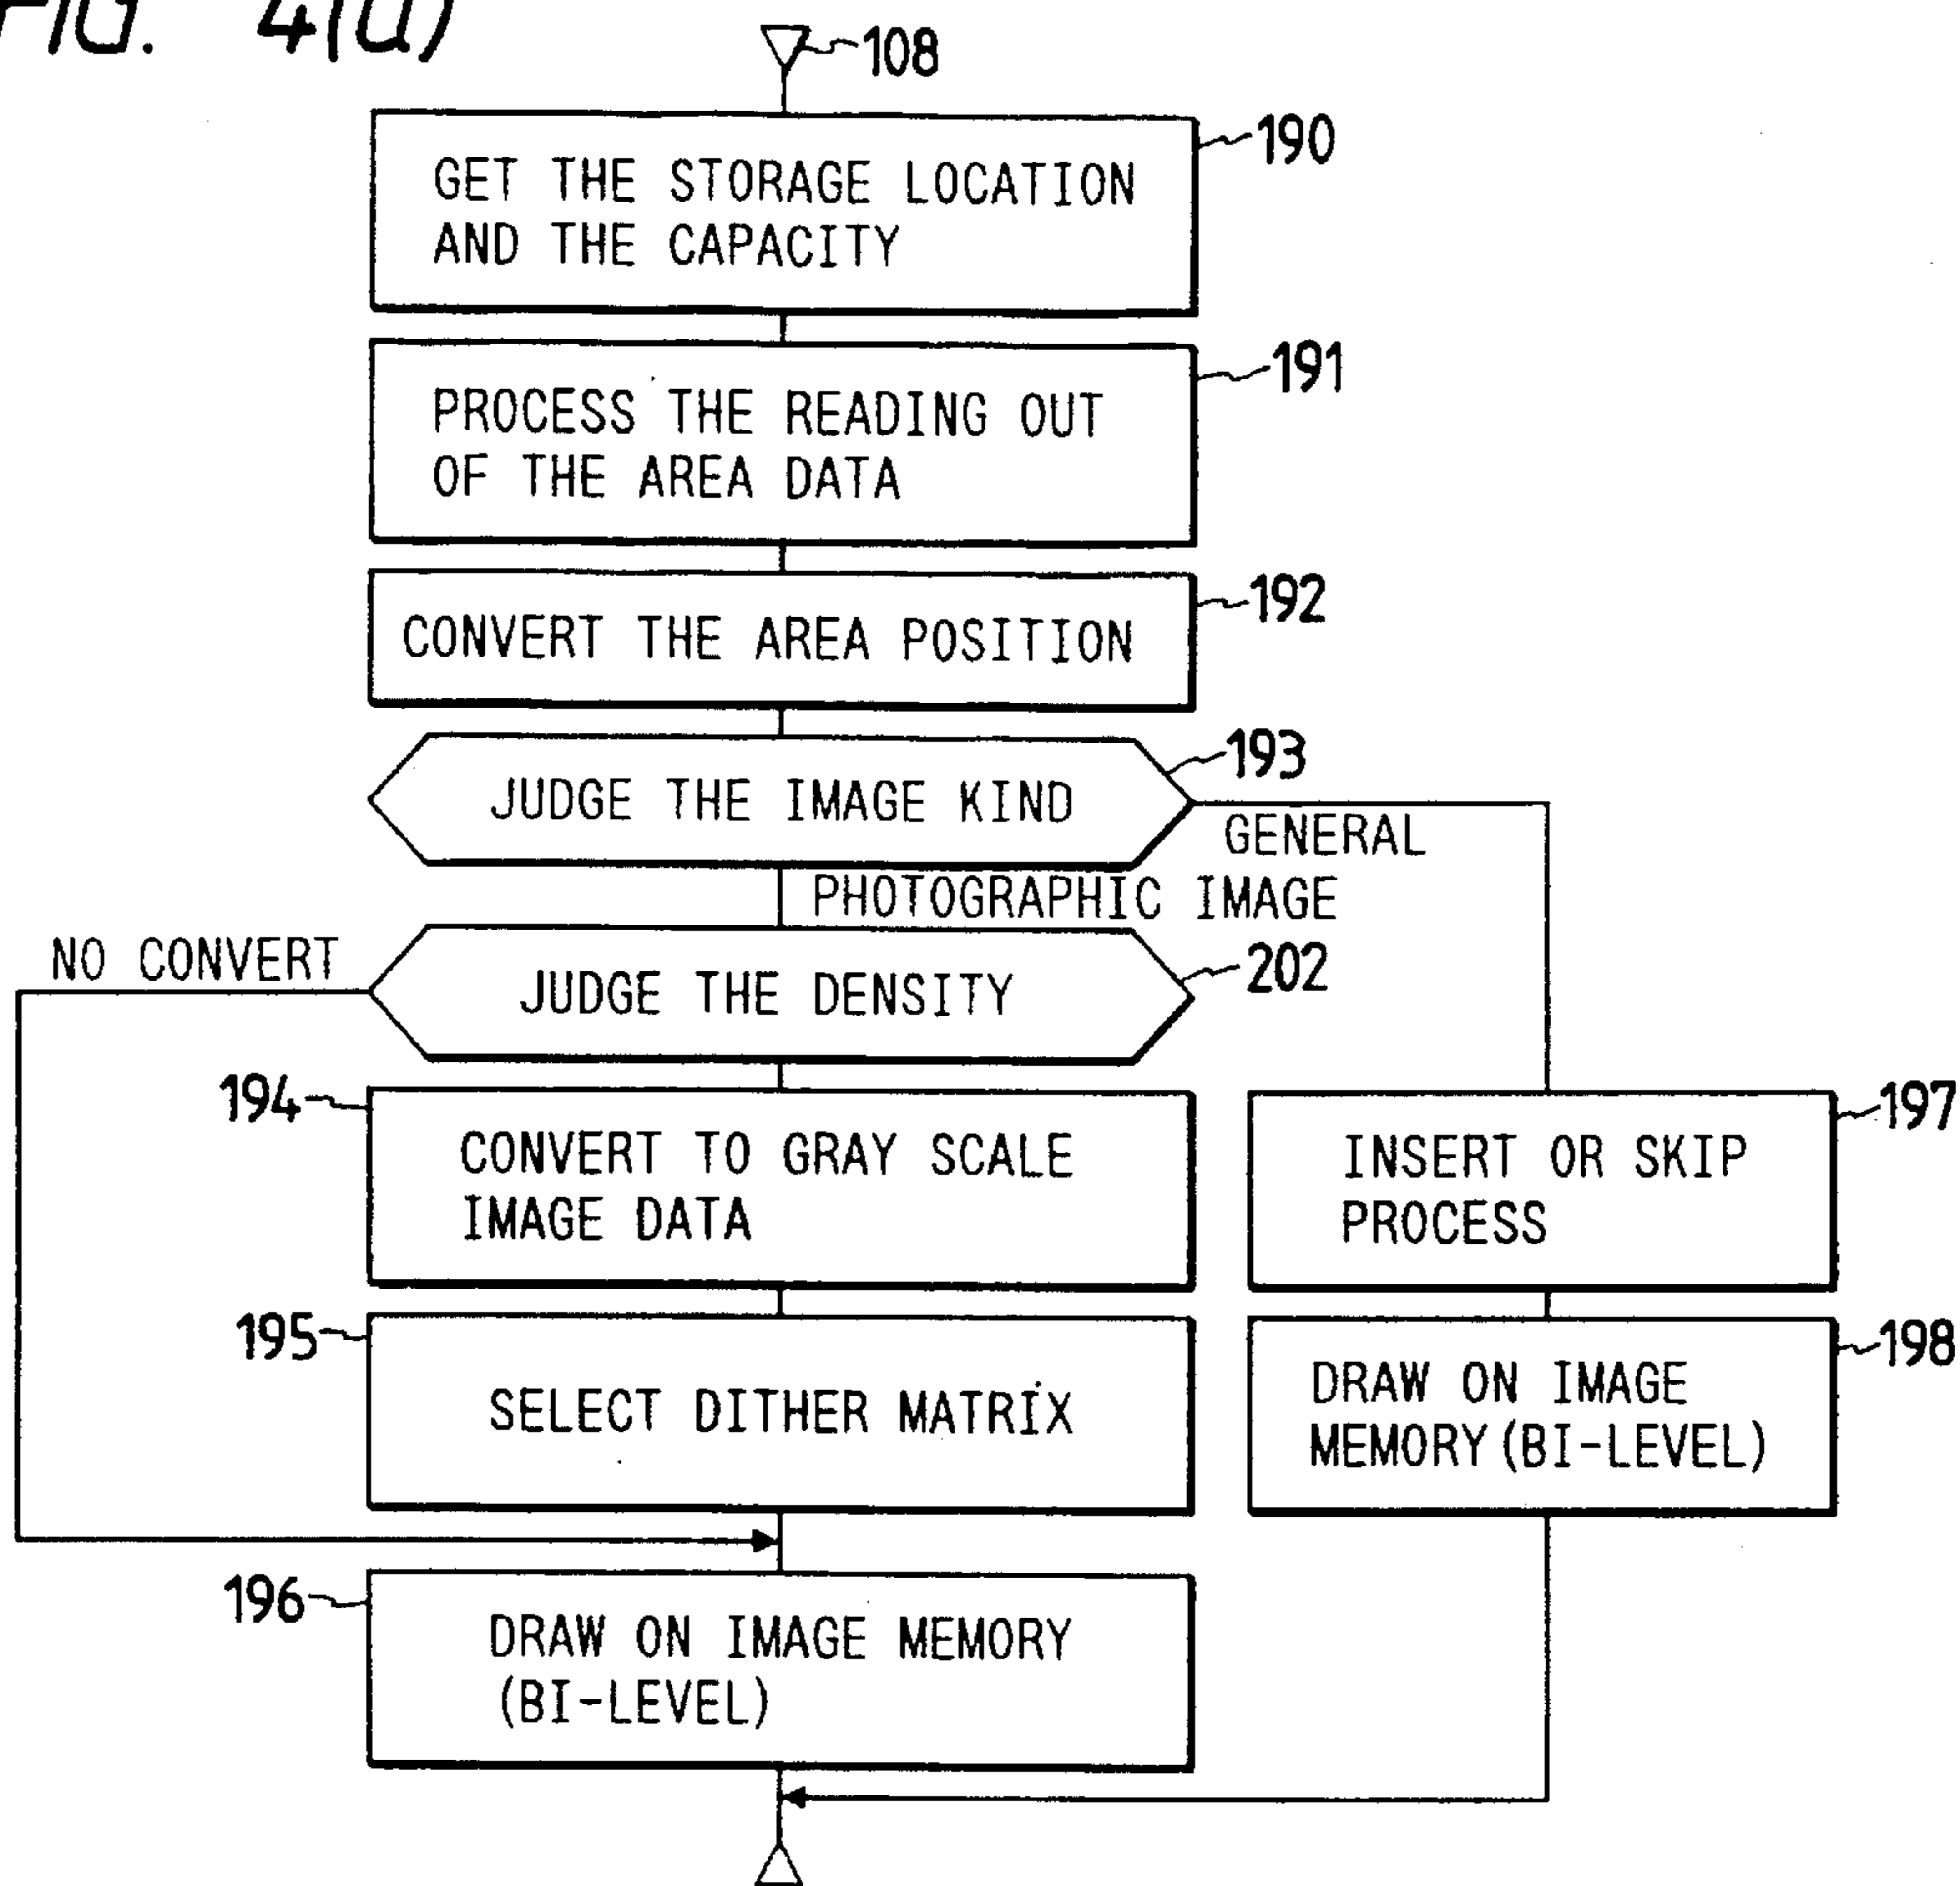 FIG. 4(a)
108
190
GET THE STORAGE LOCATION
AND THE CAPACITY
191
PROCESS THE READING OUT
OF THE AREA DATA
192
CONVERT THE AREA POSITION
193
JUDGE THE IMAGE KIND
GENERAL
PHOTOGRAPHIC IMAGE
NO CONVERT
202
JUDGE THE DENSITY
194
CONVERT TO GRAY SCALE
IMAGE DATA
197
INSERT OR SKIP
PROCESS
195
SELECT DITHER MATRIX
198
DRAW ON IMAGE
MEMORY (BI-LEVEL)
196
DRAW ON IMAGE MEMORY
(BI-LEVEL)